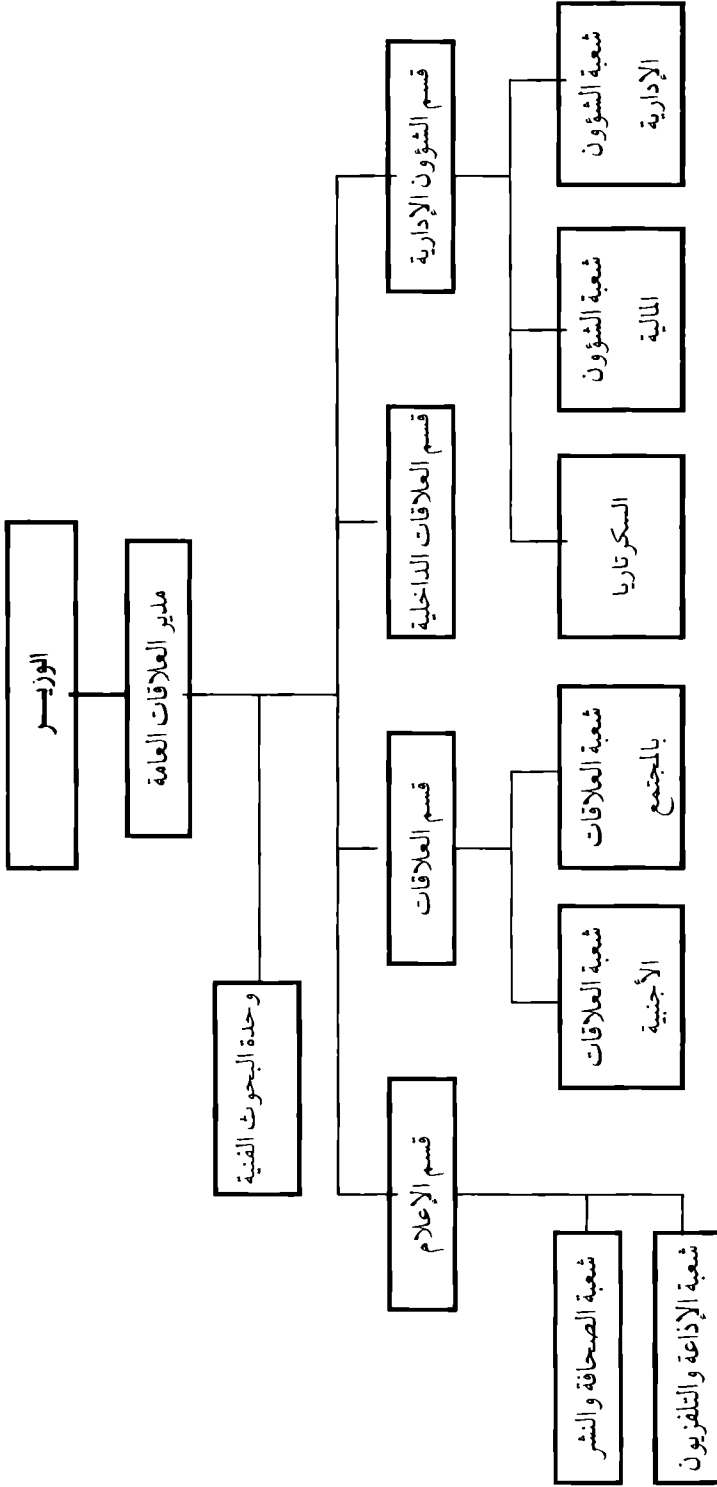 الوزيــر
مدير العلاقات العامة
وحدة البحوث الفنية
قسم الشؤون الإدارية
قسم العلاقات الداخلية
قسم العلاقات
قسم الإعلام
شعبة الشؤون
الإدارية
شعبة الشؤون
المالية
السكرتاريا
شعبة العلاقات
بالمجتمع
شعبة العلاقات
الأجنبية
شعبة الصحافة والنشر
شعبة الإذاعة والتلفزيون